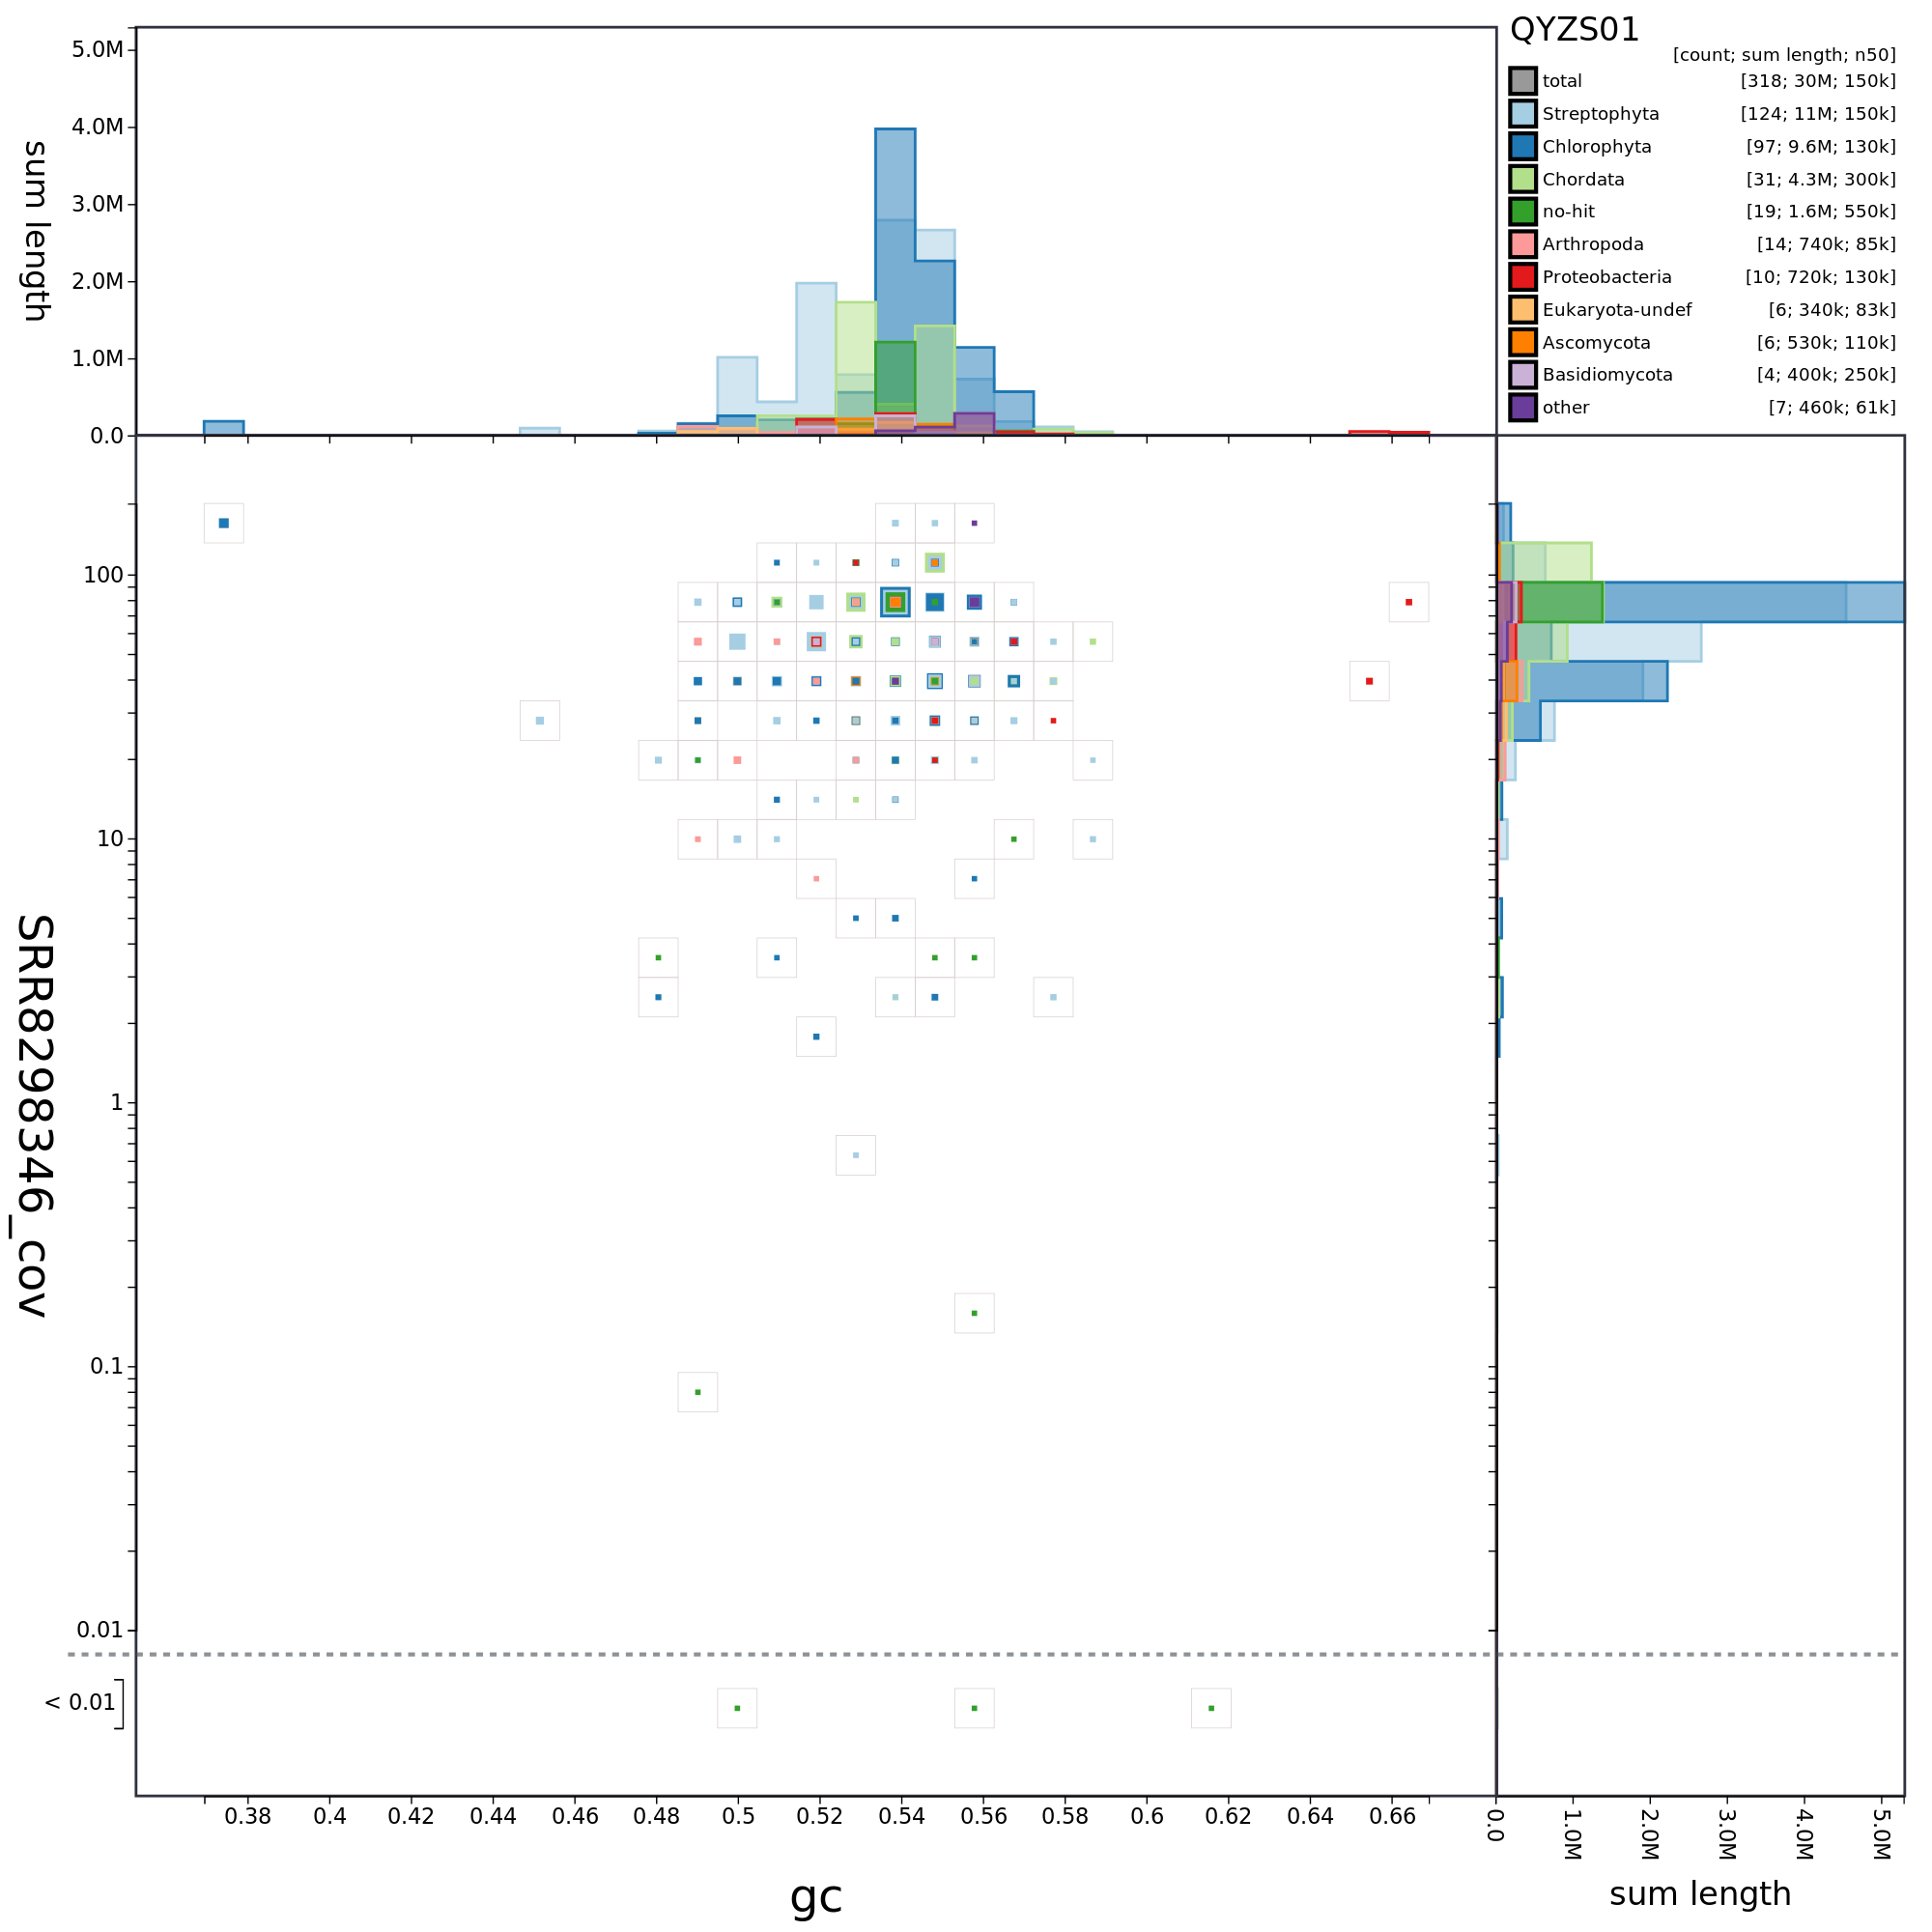 QYZS01
[count; sum length; n50]
total [318; 30M; 150k]
Streptophyta [124; 11M; 150k]
Chlorophyta [97; 9.6M; 130k]
Chordata [31; 4.3M; 300k]
no-hit [19; 1.6M; 550k]
Arthropoda [14; 740k; 85k]
Proteobacteria [10; 720k; 130k]
Eukaryota-undef [6; 340k; 83k]
Ascomycota [6; 530k; 110k]
Basidiomycota [4; 400k; 250k]
other [7; 460k; 61k]
sum length
5.0M
4.0M
3.0M
2.0M
1.0M
0.0
SRR8298346_cov
100
10
1
0.1
0.01
< 0.01
0.38 0.4 0.42 0.44 0.46 0.48 0.5 0.52 0.54 0.56 0.58 0.6 0.62 0.64 0.66
gc
0.0 1.0M 2.0M 3.0M 4.0M 5.0M
sum length